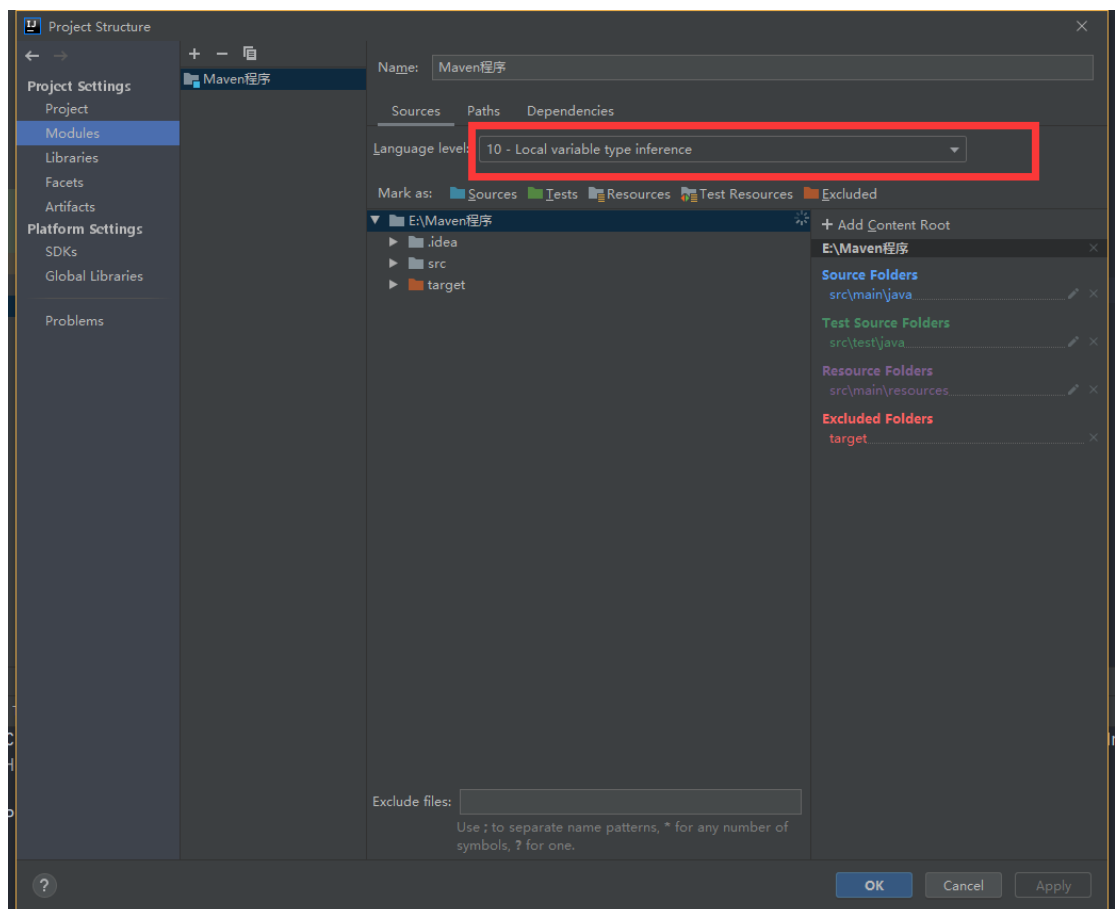 Project Structure
Project Settings
Project
Modules
Libraries
Facets
Artifacts
Platform Settings
SDKs
Global Libraries
Problems
Maven程序
Name: Maven程序
Sources Paths Dependencies
Language level: 10 - Local variable type inference
Mark as: Sources Tests Resources Test Resources Excluded
E:\Maven程序
.idea
src
target
+ Add Content Root
E:\Maven程序
Source Folders
src\main\java
Test Source Folders
src\test\java
Resource Folders
src\main\resources
Excluded Folders
target
Exclude files:
Use ; to separate name patterns, * for any number of
symbols, ? for one.
? OK Cancel Apply